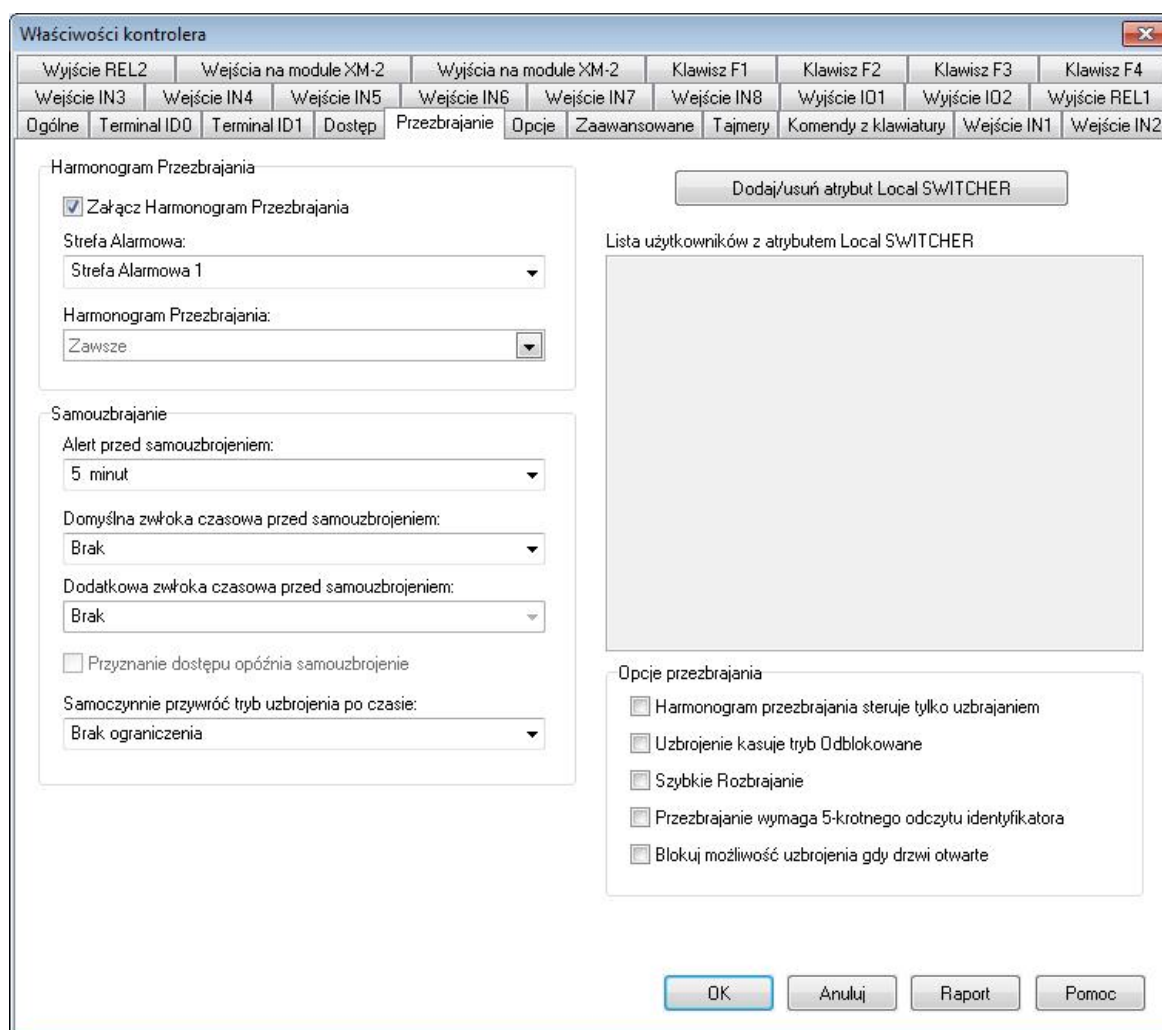 Właściwości kontrolera
Wyjście REL2 Wejścia na module XM-2 Wyjścia na module XM-2 Klawisz F1 Klawisz F2 Klawisz F3 Klawisz F4
Wejście IN3 Wejście IN4 Wejście IN5 Wejście IN6 Wejście IN7 Wejście IN8 Wyjście IO1 Wyjście IO2 Wyjście REL1
Ogólne Terminal ID0 Terminal ID1 Dostęp Przezbrajanie Opcje Zaawansowane Tajmery Komendy z klawiatury Wejście IN1 Wejście IN2
Harmonogram Przezbrajania
Załącz Harmonogram Przezbrajania
Strefa Alarmowa:
Strefa Alarmowa 1
Harmonogram Przezbrajania:
Zawsze
Samouzbrajanie
Alert przed samouzbrojeniem:
5 minut
Domyślna zwłoka czasowa przed samouzbrojeniem:
Brak
Dodatkowa zwłoka czasowa przed samouzbrojeniem:
Brak
Przyznanie dostępu opóźnia samouzbrojenie
Samoczynnie przywróć tryb uzbrojenia po czasie:
Brak ograniczenia
Dodaj/usuń atrybut Local SWITCHER
Lista użytkowników z atrybutem Local SWITCHER
Opcje przezbrajania
Harmonogram przezbrajania steruje tylko uzbrajaniem
Uzbrojenie kasuje tryb Odblokowane
Szybkie Rozbrajanie
Przezbrajanie wymaga 5-krotnego odczytu identyfikatora
Blokuj możliwość uzbrojenia gdy drzwi otwarte
OK Anuluj Raport Pomoc